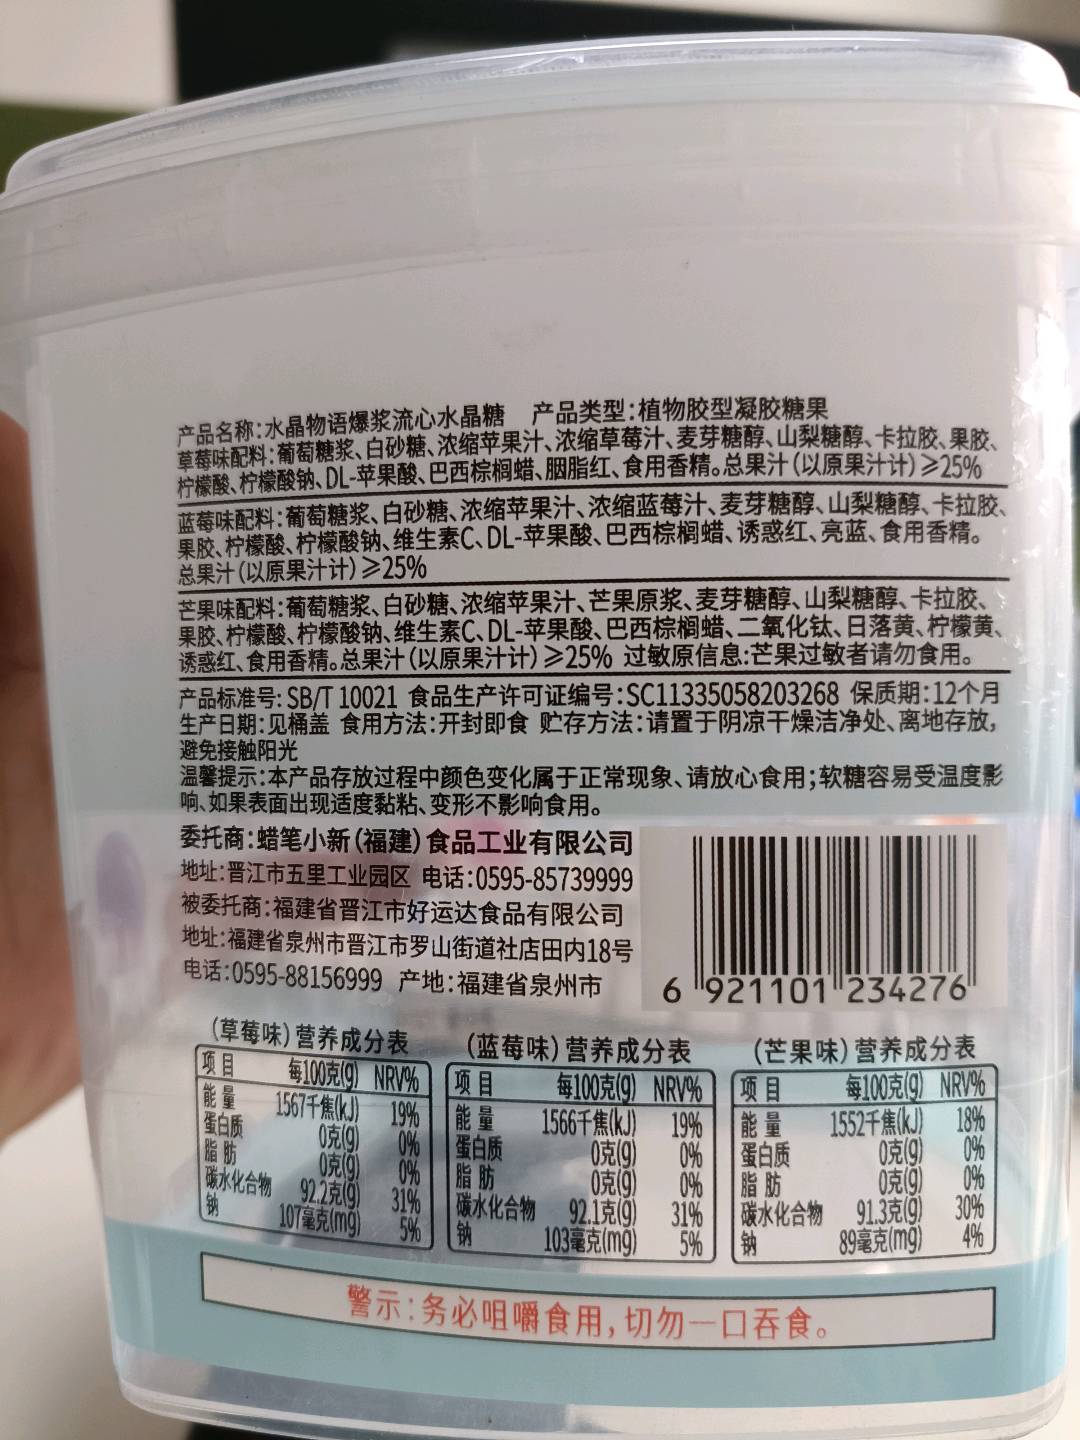 产品名称:水晶物语爆浆流心水晶糖 产品类型:植物胶型凝胶糖果
草莓味配料:葡萄糖浆、白砂糖、浓缩苹果汁、浓缩草莓汁、麦芽糖醇、山梨糖醇、卡拉胶、果胶、
柠檬酸、柠檬酸钠、DL-苹果酸、巴西棕榈蜡、胭脂红、食用香精。总果汁(以原果汁计)≥25%
蓝莓味配料:葡萄糖浆、白砂糖、浓缩苹果汁、浓缩蓝莓汁、麦芽糖醇、山梨糖醇、卡拉胶、
果胶、柠檬酸、柠檬酸钠、维生素C、DL-苹果酸、巴西棕榈蜡、诱惑红、亮蓝、食用香精。
总果汁(以原果汁计)≥25%
芒果味配料:葡萄糖浆、白砂糖、浓缩苹果汁、芒果原浆、麦芽糖醇、山梨糖醇、卡拉胶、
果胶、柠檬酸、柠檬酸钠、维生素C、DL-苹果酸、巴西棕榈蜡、二氧化钛、日落黄、柠檬黄、
诱惑红、食用香精。总果汁(以原果汁计)≥25% 过敏原信息:芒果过敏者请勿食用。
产品标准号:SB/T 10021 食品生产许可证编号:SC11335058203268 保质期:12个月
生产日期:见桶盖 食用方法:开封即食 贮存方法:请置于阴凉干燥洁净处、离地存放,
避免接触阳光
温馨提示:本产品存放过程中颜色变化属于正常现象、请放心食用;软糖容易受温度影
响、如果表面出现适度黏粘、变形不影响食用。
委托商:蜡笔小新(福建)食品工业有限公司
地址:晋江市五里工业园区 电话:0595-85739999
被委托商:福建省晋江市好运达食品有限公司
地址:福建省泉州市晋江市罗山街道社店田内18号
电话:0595-88156999 产地:福建省泉州市
6 921101 234276
(草莓味)营养成分表
项目 每100克(g) NRV%
能量 1567千焦(kJ) 19%
蛋白质 0克(g) 0%
脂肪 0克(g) 0%
碳水化合物 92.2克(g) 31%
钠 107毫克(mg) 5%
(蓝莓味)营养成分表
项目 每100克(g) NRV%
能量 1566千焦(kJ) 19%
蛋白质 0克(g) 0%
脂肪 0克(g) 0%
碳水化合物 92.1克(g) 31%
钠 103毫克(mg) 5%
(芒果味)营养成分表
项目 每100克(g) NRV%
能量 1552千焦(kJ) 18%
蛋白质 0克(g) 0%
脂肪 0克(g) 0%
碳水化合物 91.3克(g) 30%
钠 89毫克(mg) 4%
警示:务必咀嚼食用,切勿一口吞食。